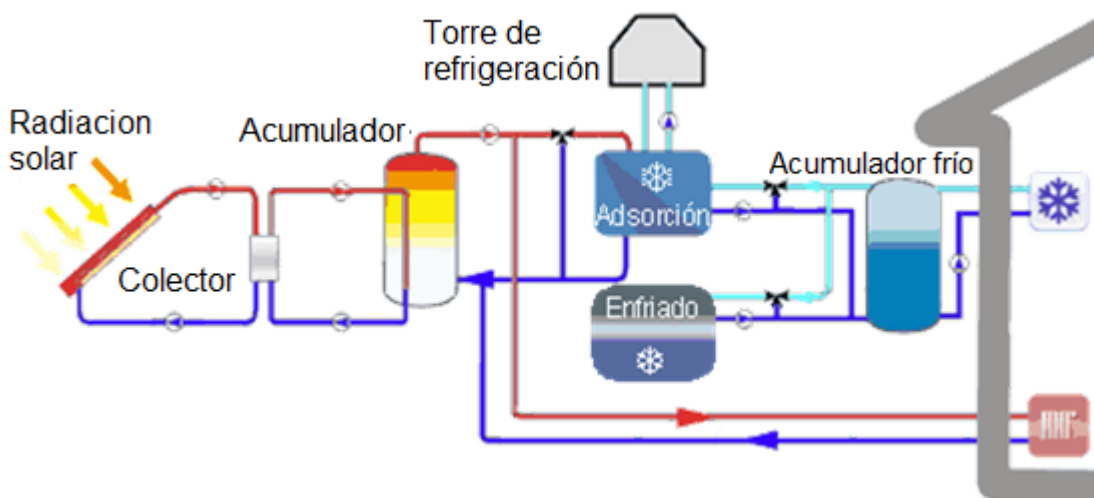 Torre de
refrigeración
Radiacion
solar
Acumulador
Acumulador frío
Adsorción
Colector
Enfriado